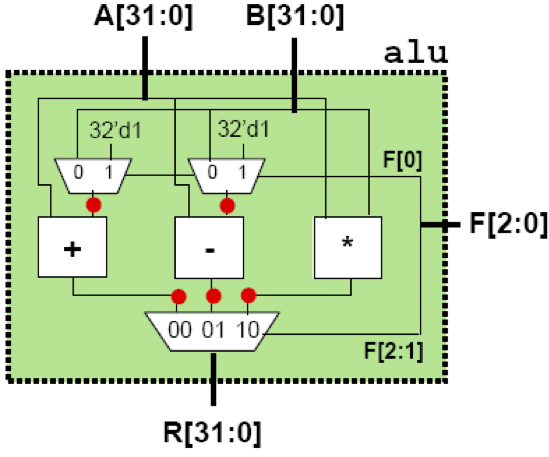 A[31:0] B[31:0]
alu
32'd1 32'd1
0 1 0 1 F[0]
F[2:0]
+ - *
00 01 10
F[2:1]
R[31:0]